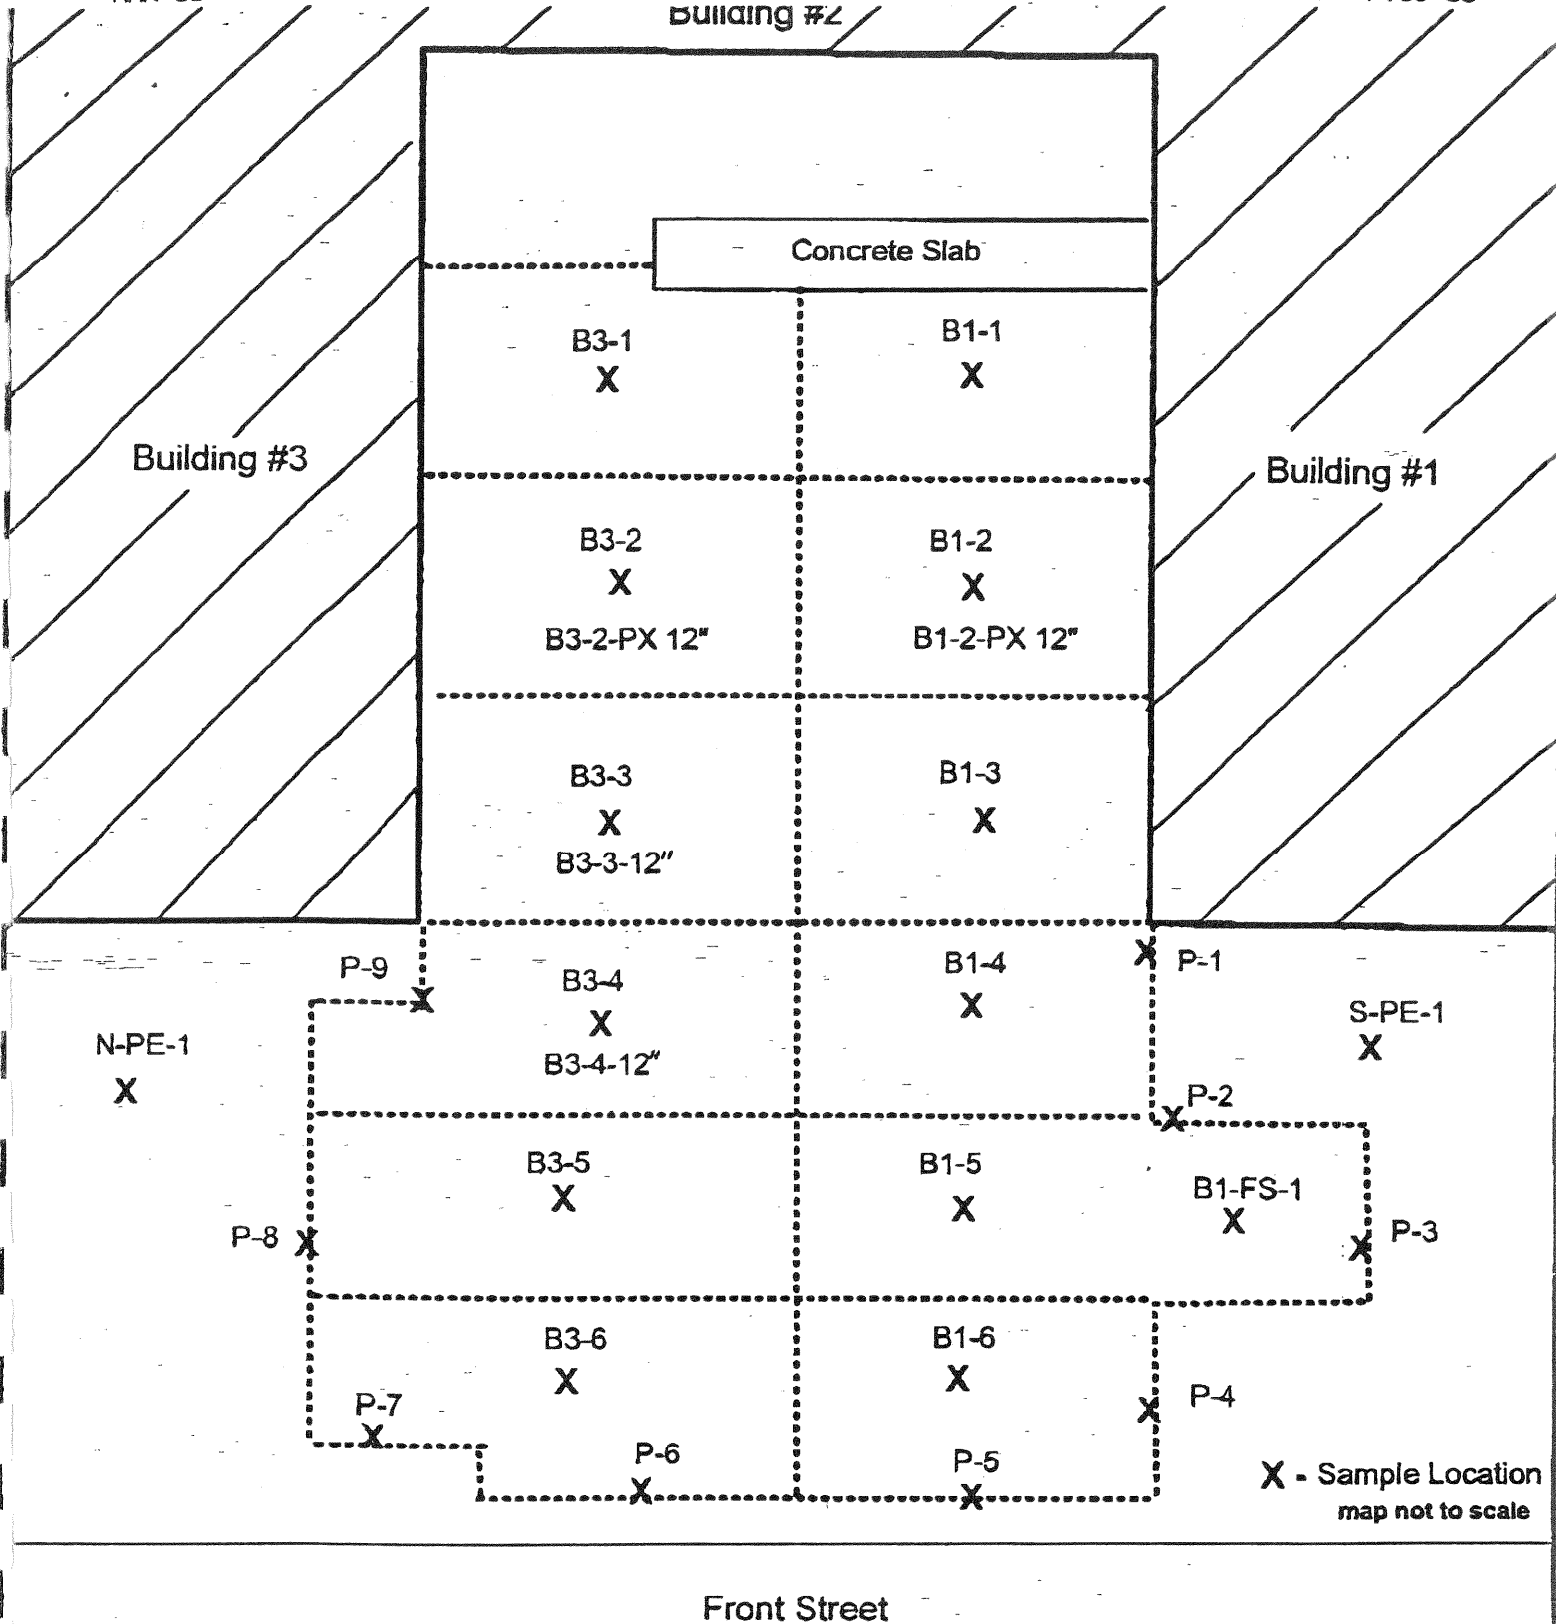 Building #2
Concrete Slab
B3-1
B1-1
Building #3
Building #1
B3-2
B1-2
B3-2-PX 12"
B1-2-PX 12"
B3-3
B1-3
B3-3-12"
P-9
B3-4
B1-4
P-1
N-PE-1
B3-4-12"
S-PE-1
P-2
B3-5
B1-5
B1-FS-1
P-8
P-3
B3-6
B1-6
P-7
P-4
P-6
P-5
X - Sample Location
map not to scale
Front Street